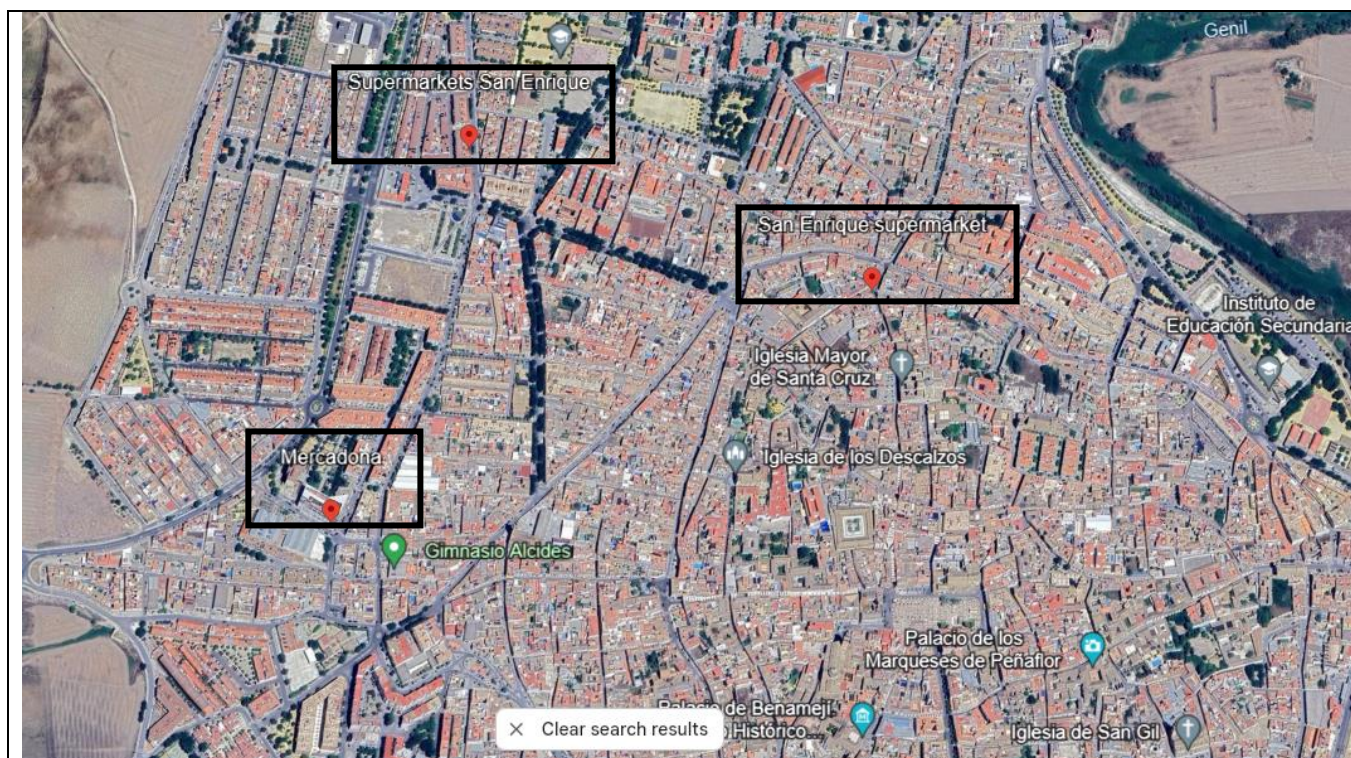 Genil
Supermarkets San Enrique
San Enrique supermarket
Instituto de
Educación Secundaria
Iglesia Mayor
de Santa Cruz
Mercadona
Iglesia de los Descalzos
Gimnasio Alcides
Palacio de los
Marqueses de Peñaflor
Palacio de Benamejí.
Histórico...
Iglesia de San Gil
× Clear search results